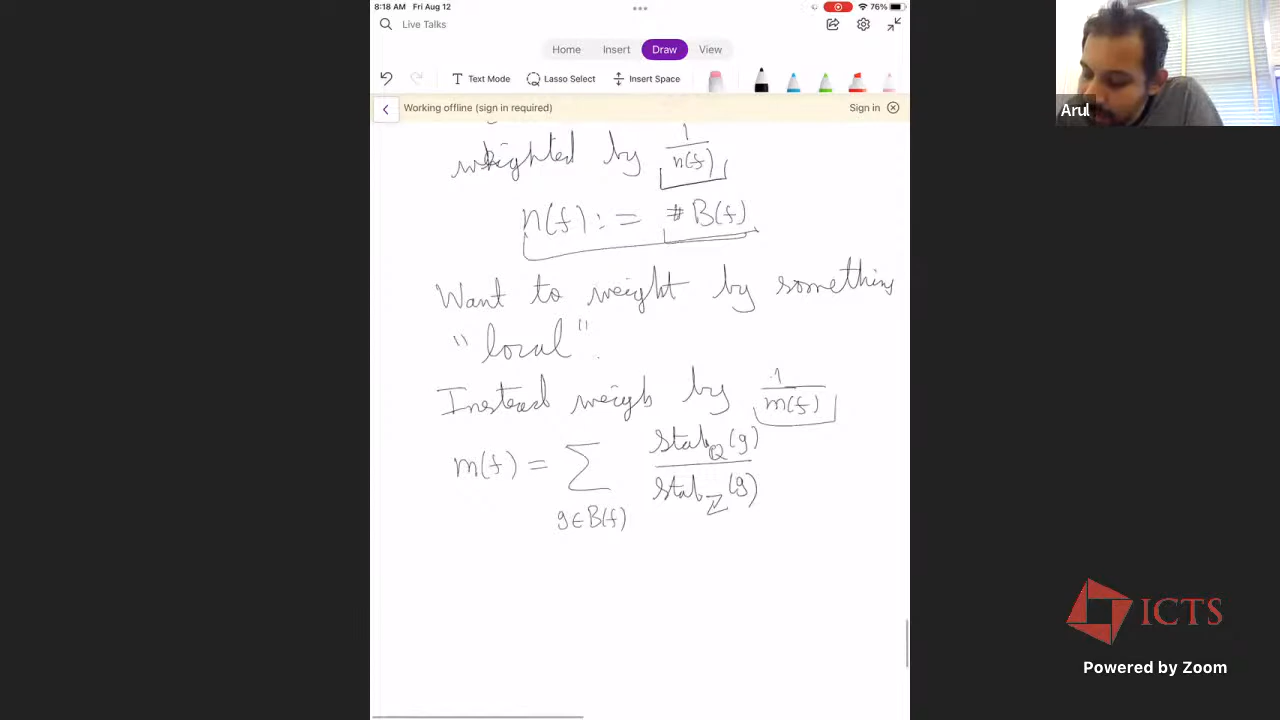 8:18 AM Fri Aug 12
76%
Live Talks
Home Insert Draw View
Text Mode Lasso Select Insert Space
Working offline (sign in required) Sign in
weighted by 1/n(f)
n(f) := #B(f)
Want to weight by something
"local".
Instead weigh by 1/m(f)
m(f) = Σ_{g∈B(f)} stab_Q(g)/stab_Z(g)
Arul
ICTS
Powered by Zoom